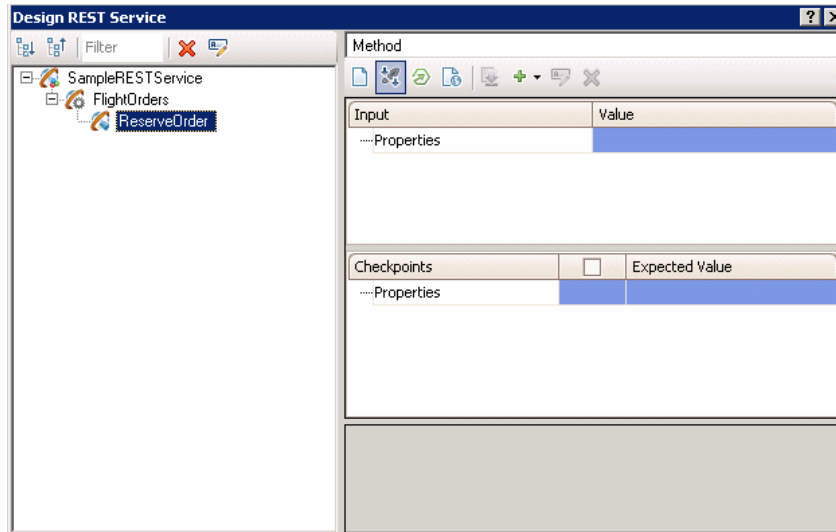 Design REST Service
Filter
Method
SampleRESTService
FlightOrders
ReserveOrder
Input Value
Properties
Checkpoints Expected Value
Properties